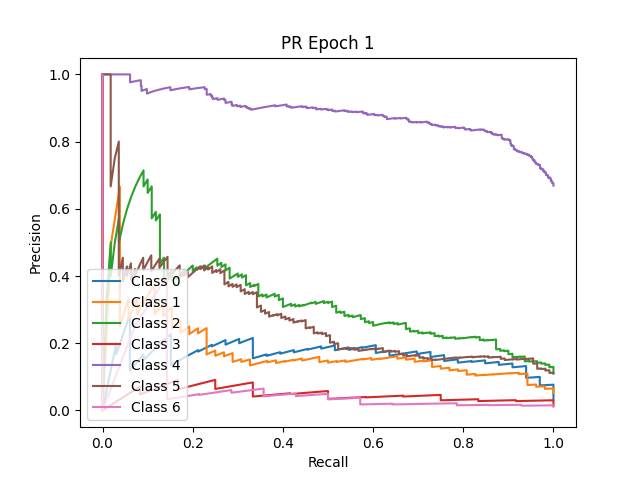 PR Epoch 1
Precision
1.0
0.8
0.6
0.4
0.2
0.0
Class 0
Class 1
Class 2
Class 3
Class 4
Class 5
Class 6
0.0 0.2 0.4 0.6 0.8 1.0
Recall